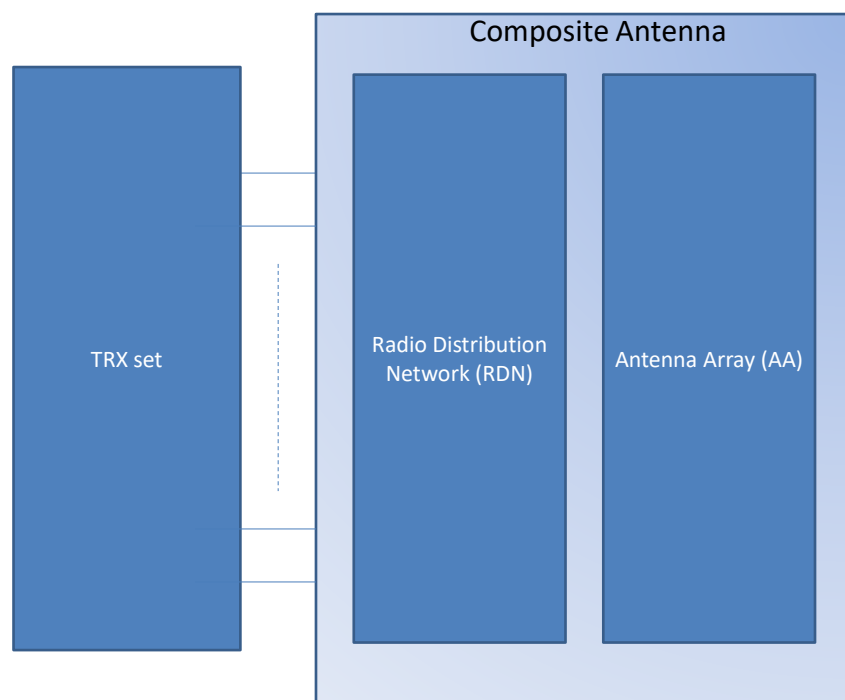 Composite Antenna
TRX set
Radio Distribution
Network (RDN)
Antenna Array (AA)